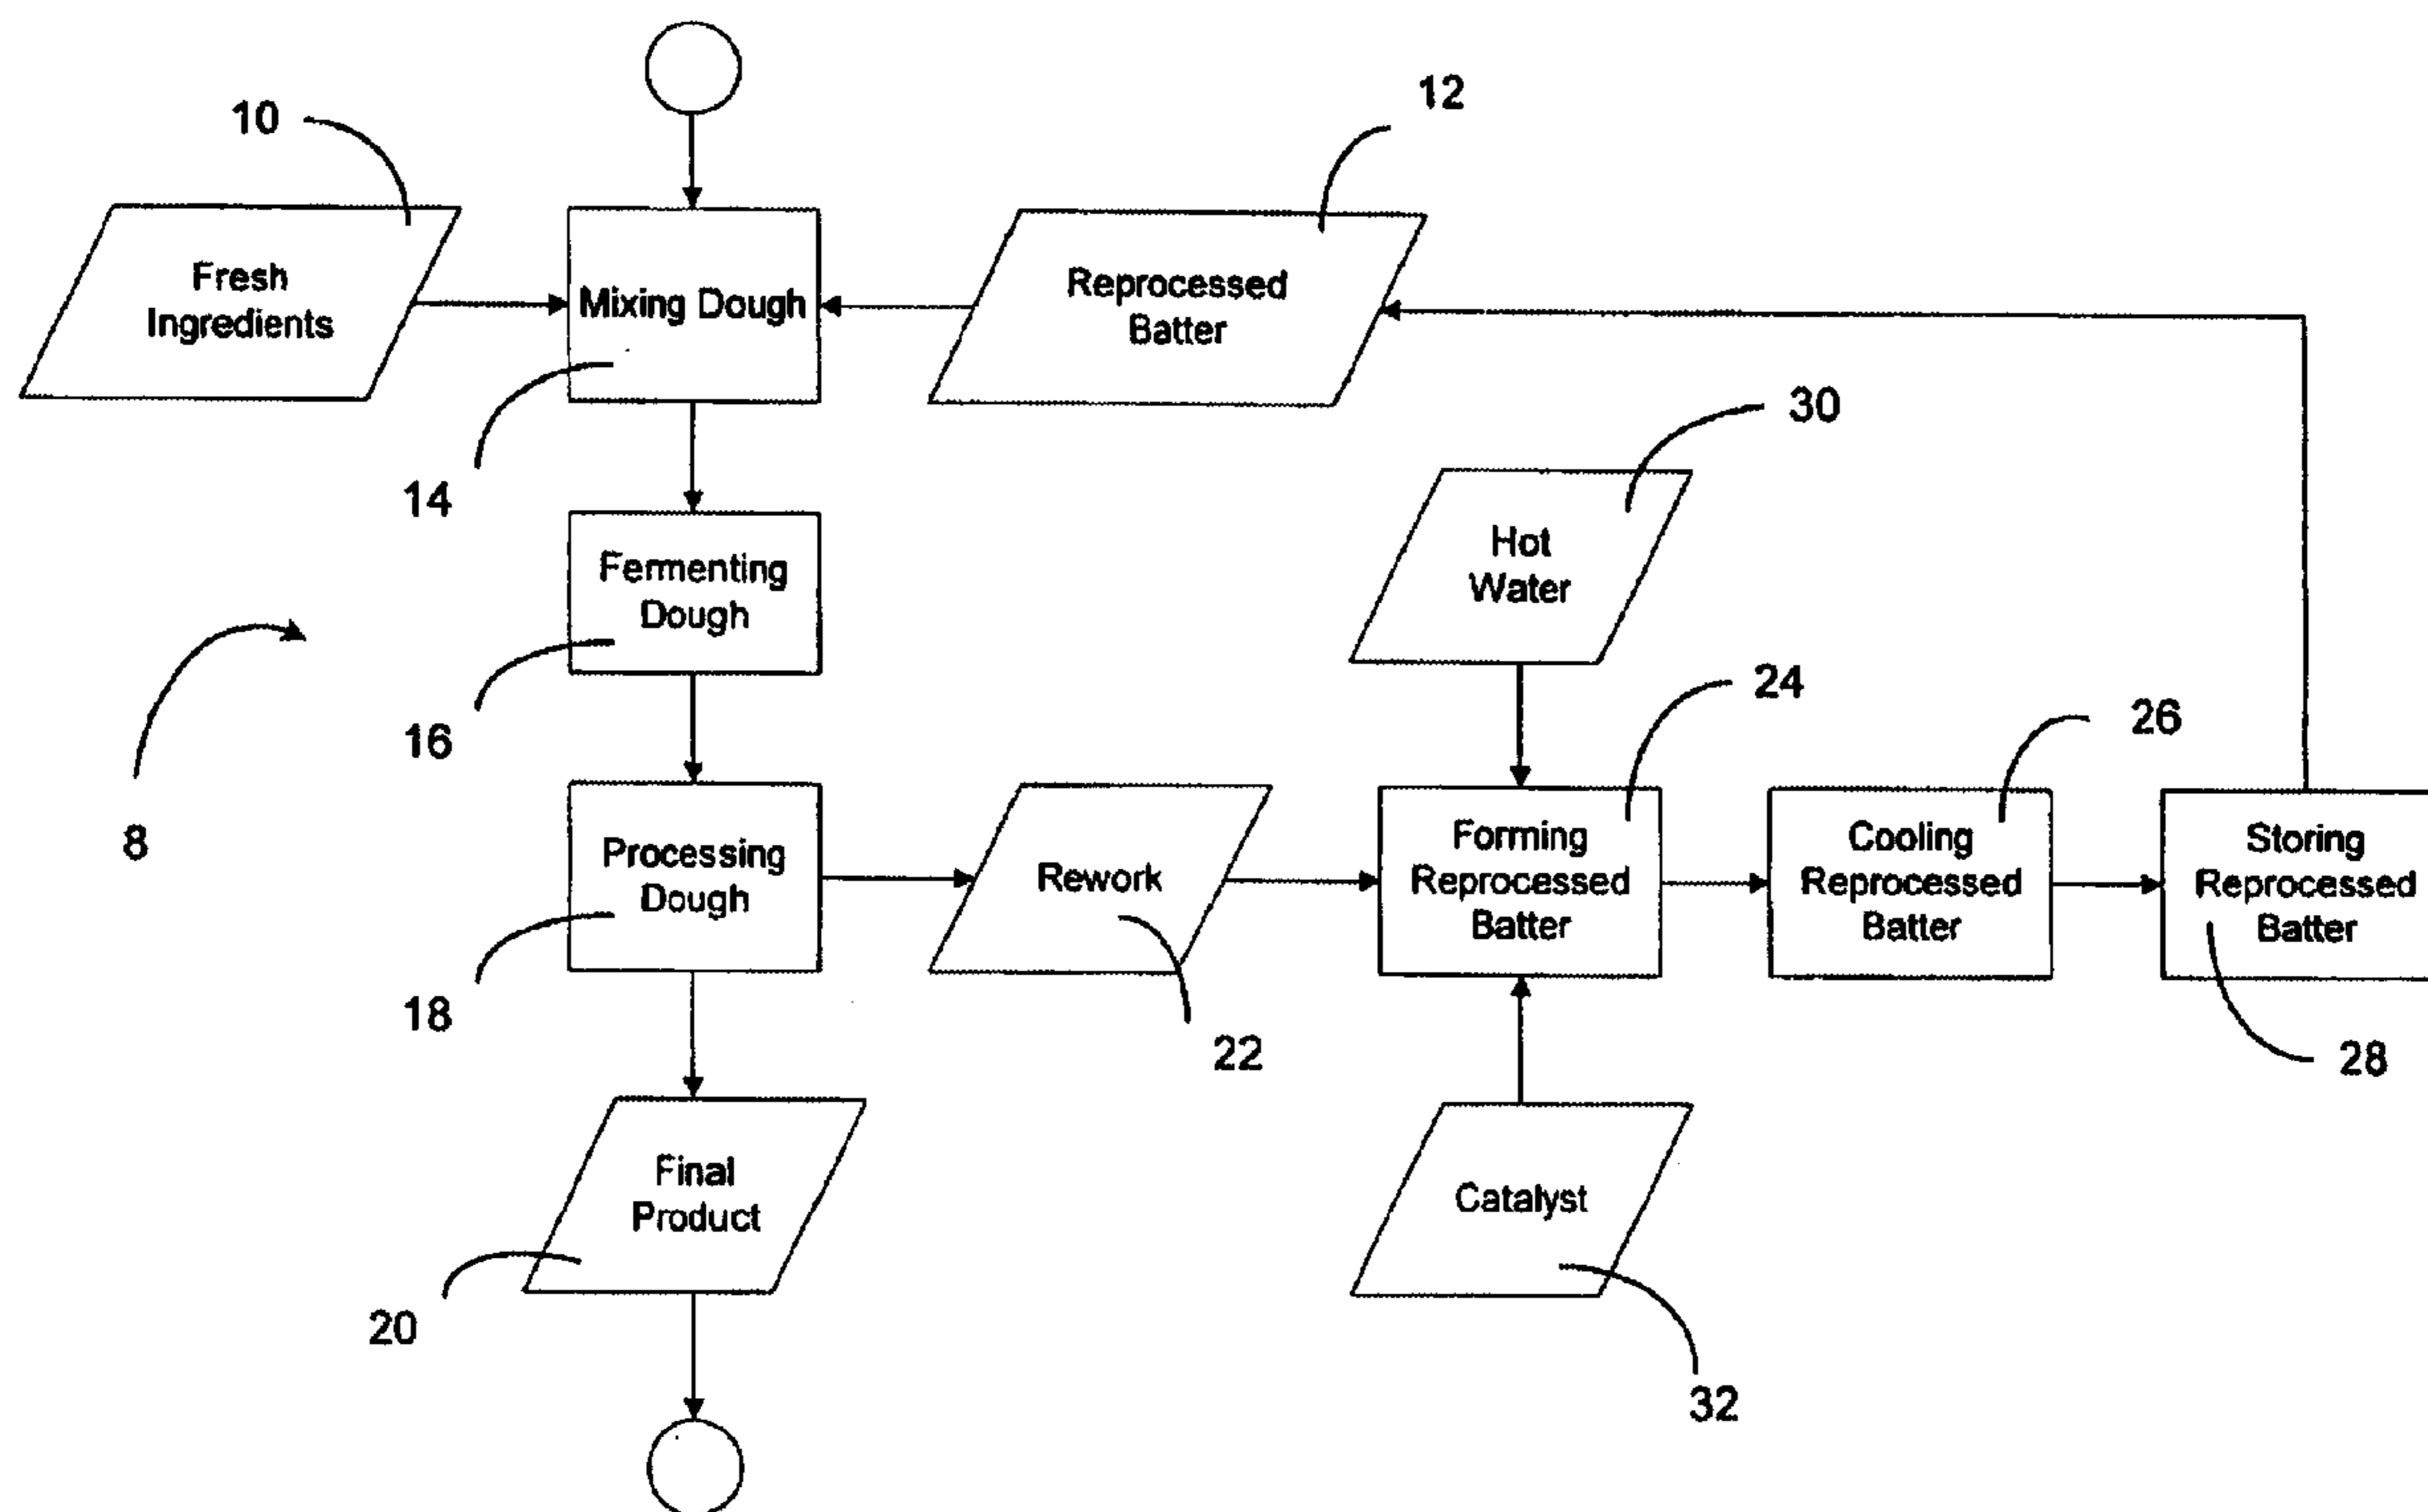 10
12
Fresh
Ingredients
Mixing Dough
Reprocessed
Batter
14
30
Hot
Water
Fermenting
Dough
16
24
26
8
Processing
Dough
Rework
Forming
Reprocessed
Batter
Cooling
Reprocessed
Batter
Storing
Reprocessed
Batter
18
22
28
Final
Product
Catalyst
20
32